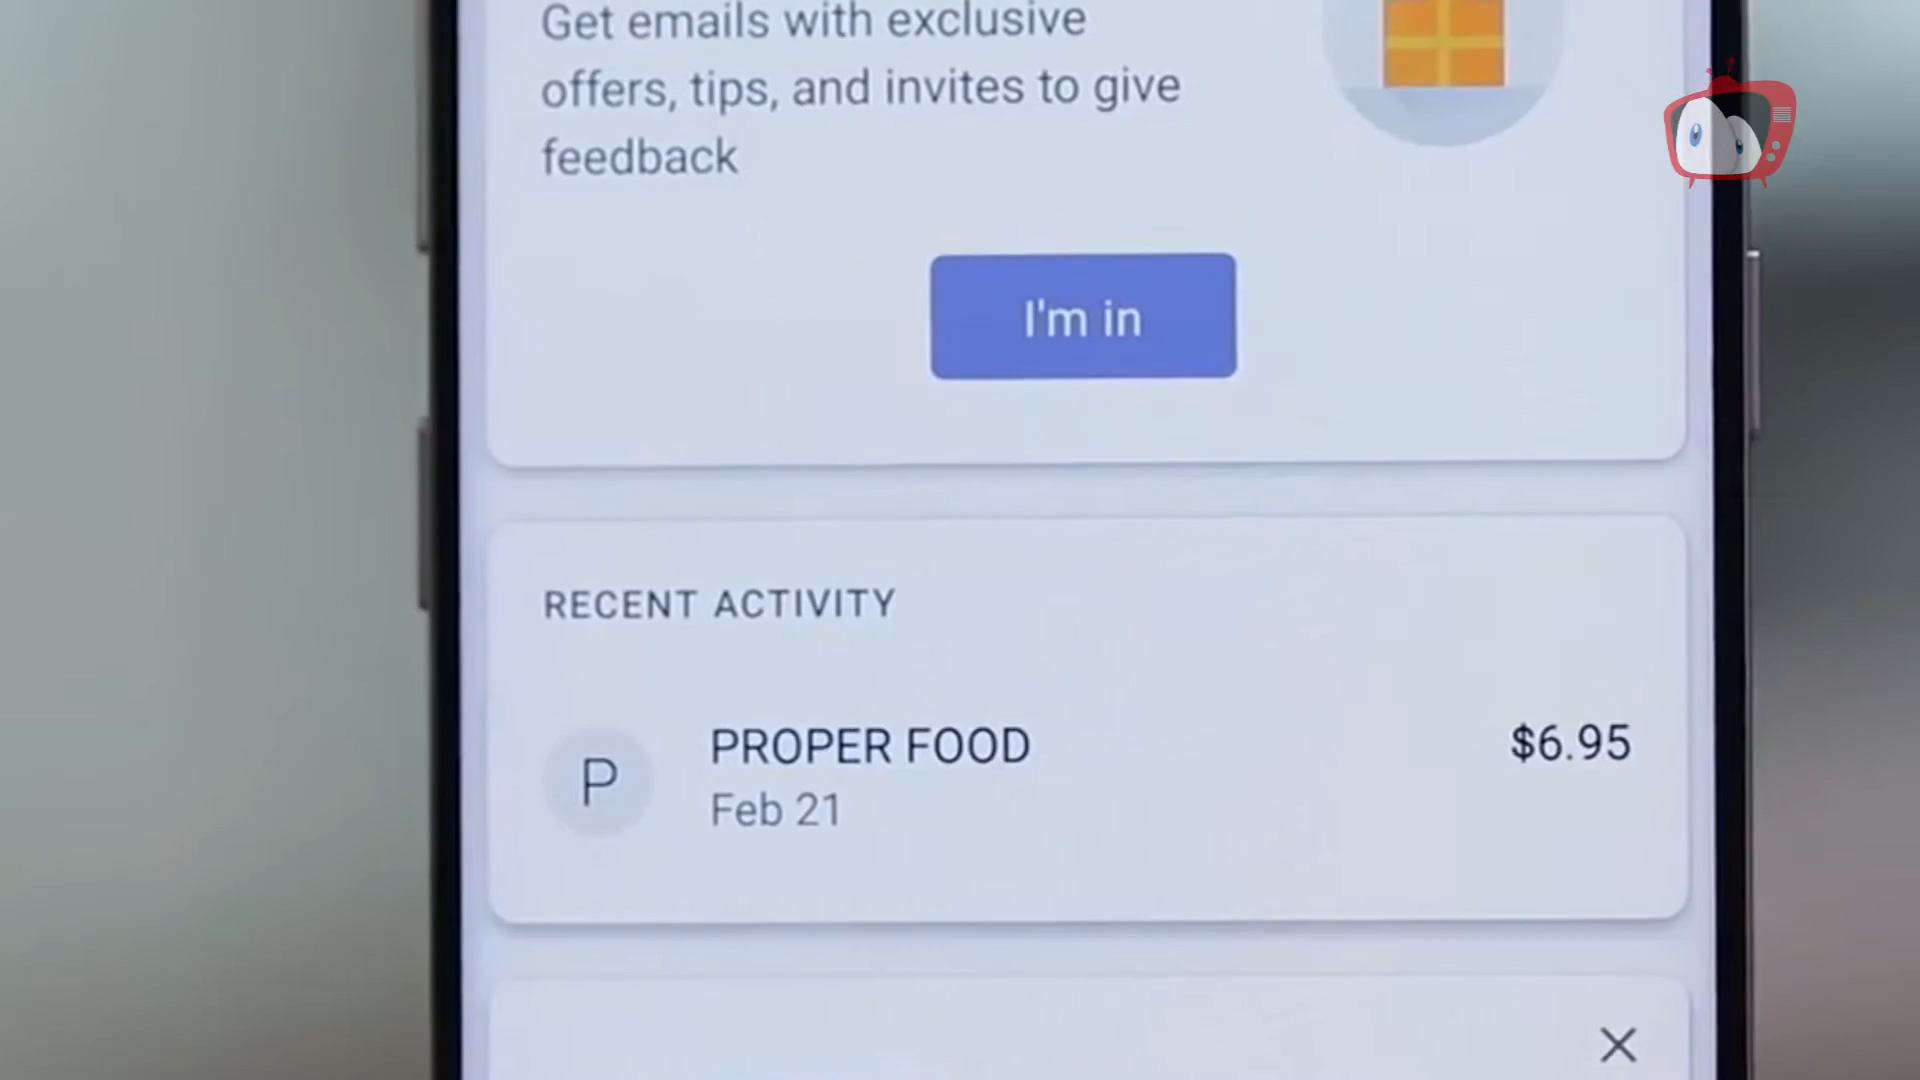 Get emails with exclusive
offers, tips, and invites to give
feedback
I'm in
RECENT ACTIVITY
P
PROPER FOOD
$6.95
Feb 21